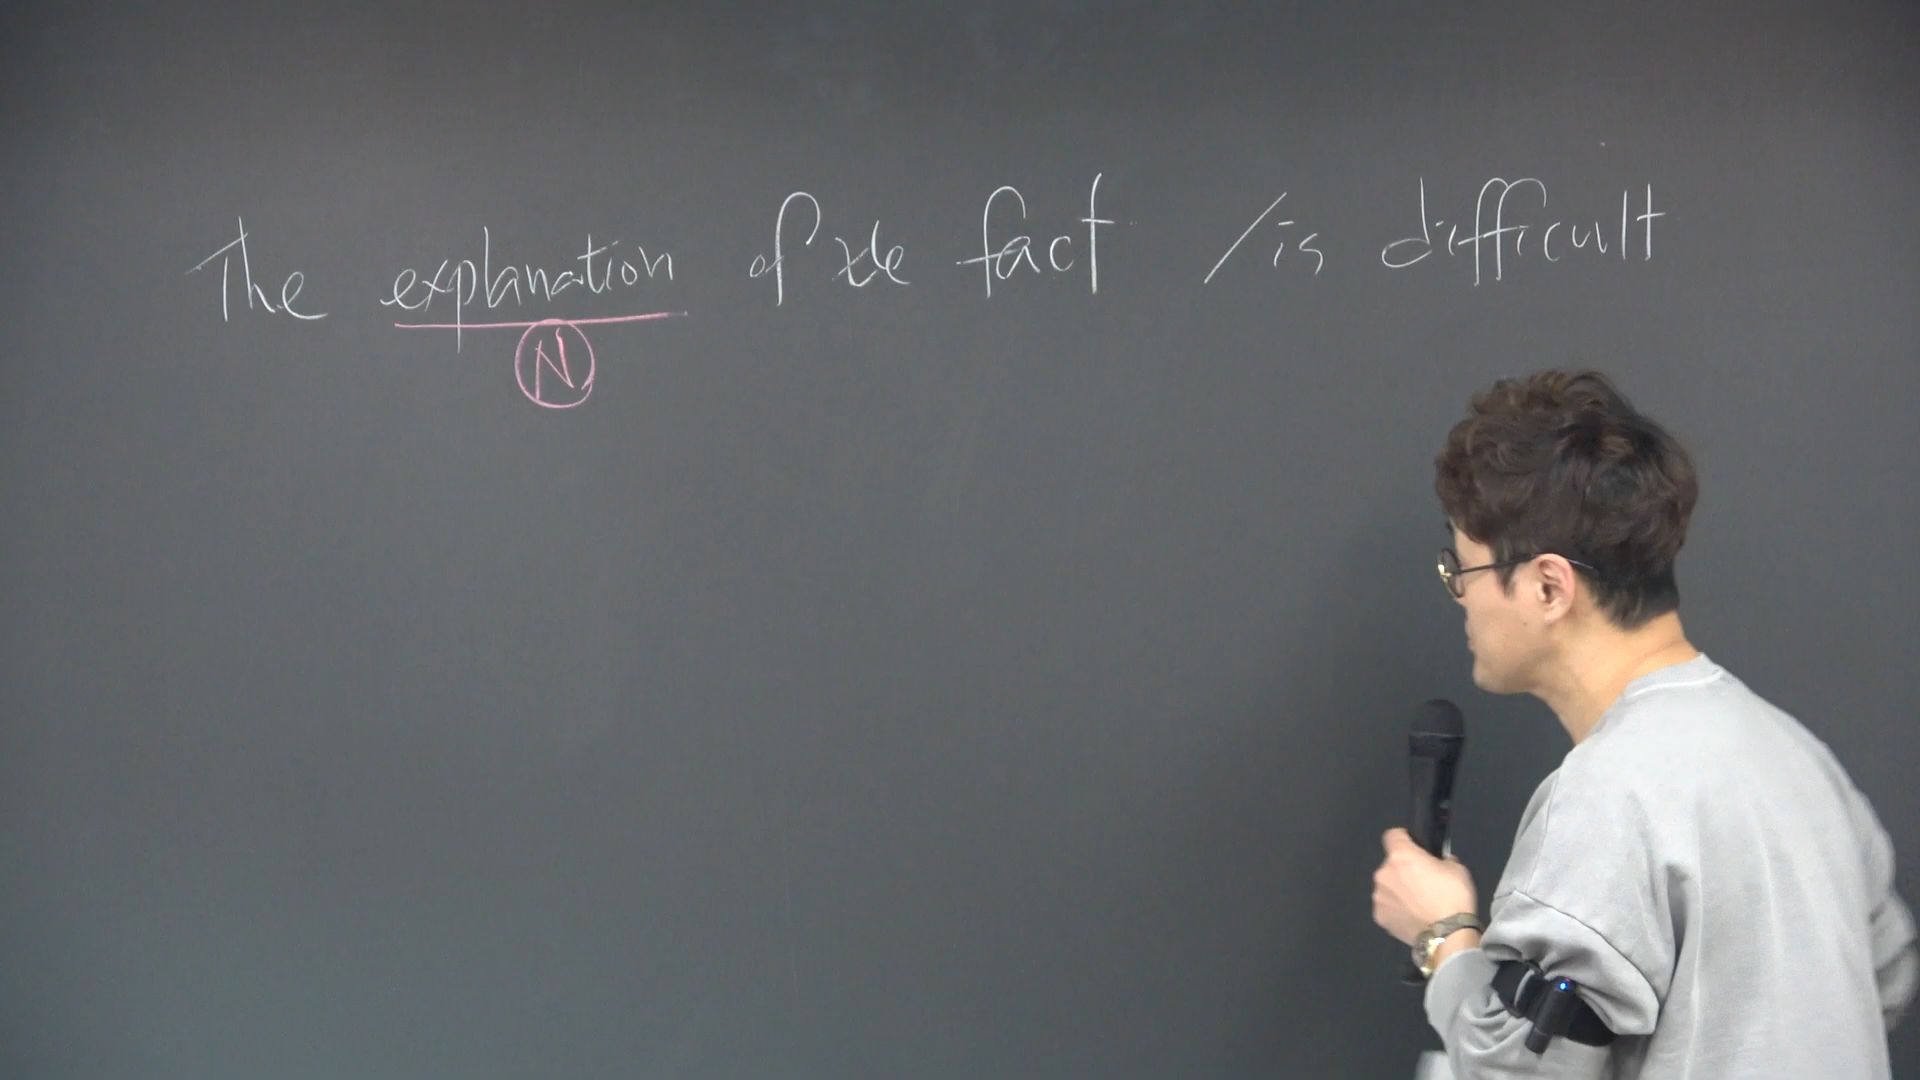 The explanation of the fact / is difficult
N